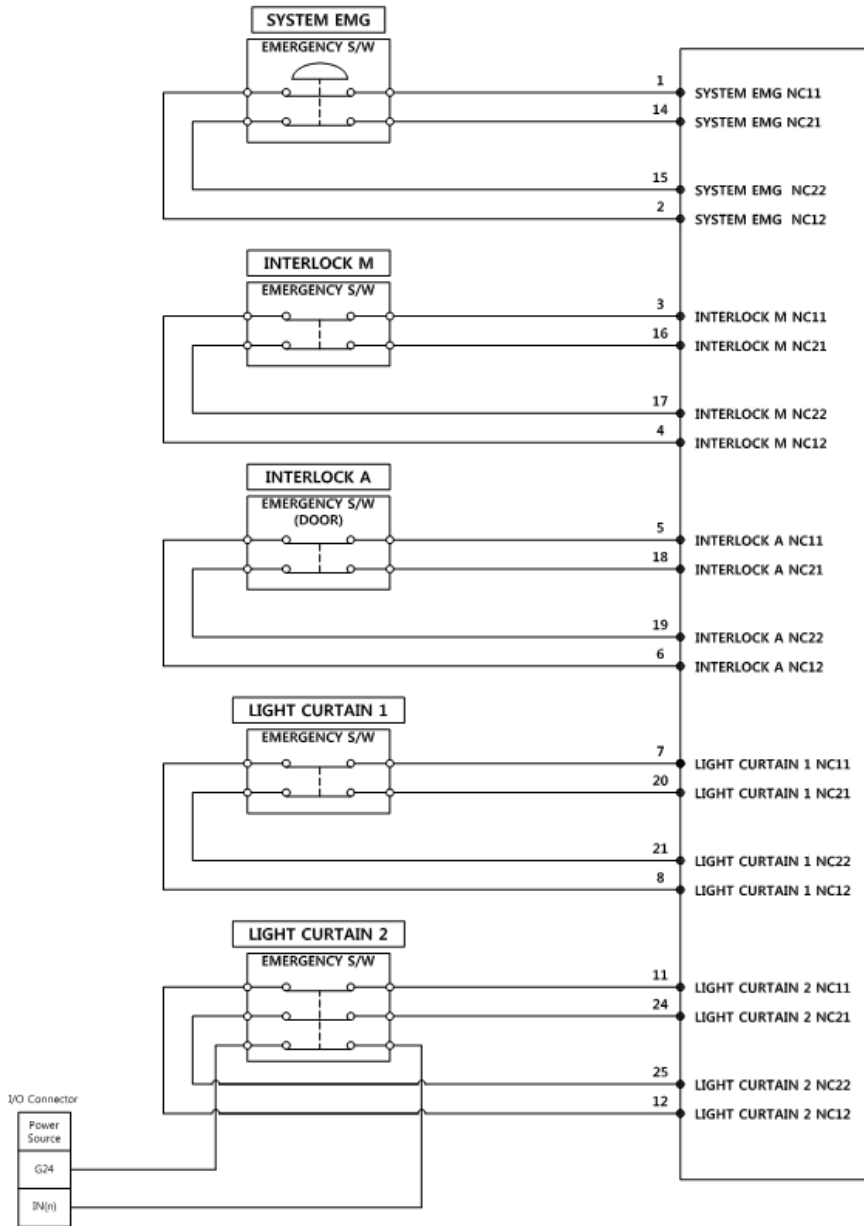 SYSTEM EMG
EMERGENCY S/W
1
SYSTEM EMG NC11
14
SYSTEM EMG NC21
15
SYSTEM EMG NC22
2
SYSTEM EMG NC12
INTERLOCK M
EMERGENCY S/W
3
INTERLOCK M NC11
16
INTERLOCK M NC21
17
INTERLOCK M NC22
4
INTERLOCK M NC12
INTERLOCK A
EMERGENCY S/W
(DOOR)
5
INTERLOCK A NC11
18
INTERLOCK A NC21
19
INTERLOCK A NC22
6
INTERLOCK A NC12
LIGHT CURTAIN 1
EMERGENCY S/W
7
LIGHT CURTAIN 1 NC11
20
LIGHT CURTAIN 1 NC21
21
LIGHT CURTAIN 1 NC22
8
LIGHT CURTAIN 1 NC12
LIGHT CURTAIN 2
EMERGENCY S/W
11
LIGHT CURTAIN 2 NC11
24
LIGHT CURTAIN 2 NC21
25
LIGHT CURTAIN 2 NC22
12
LIGHT CURTAIN 2 NC12
I/O Connector
Power
Source
G24
IN(n)